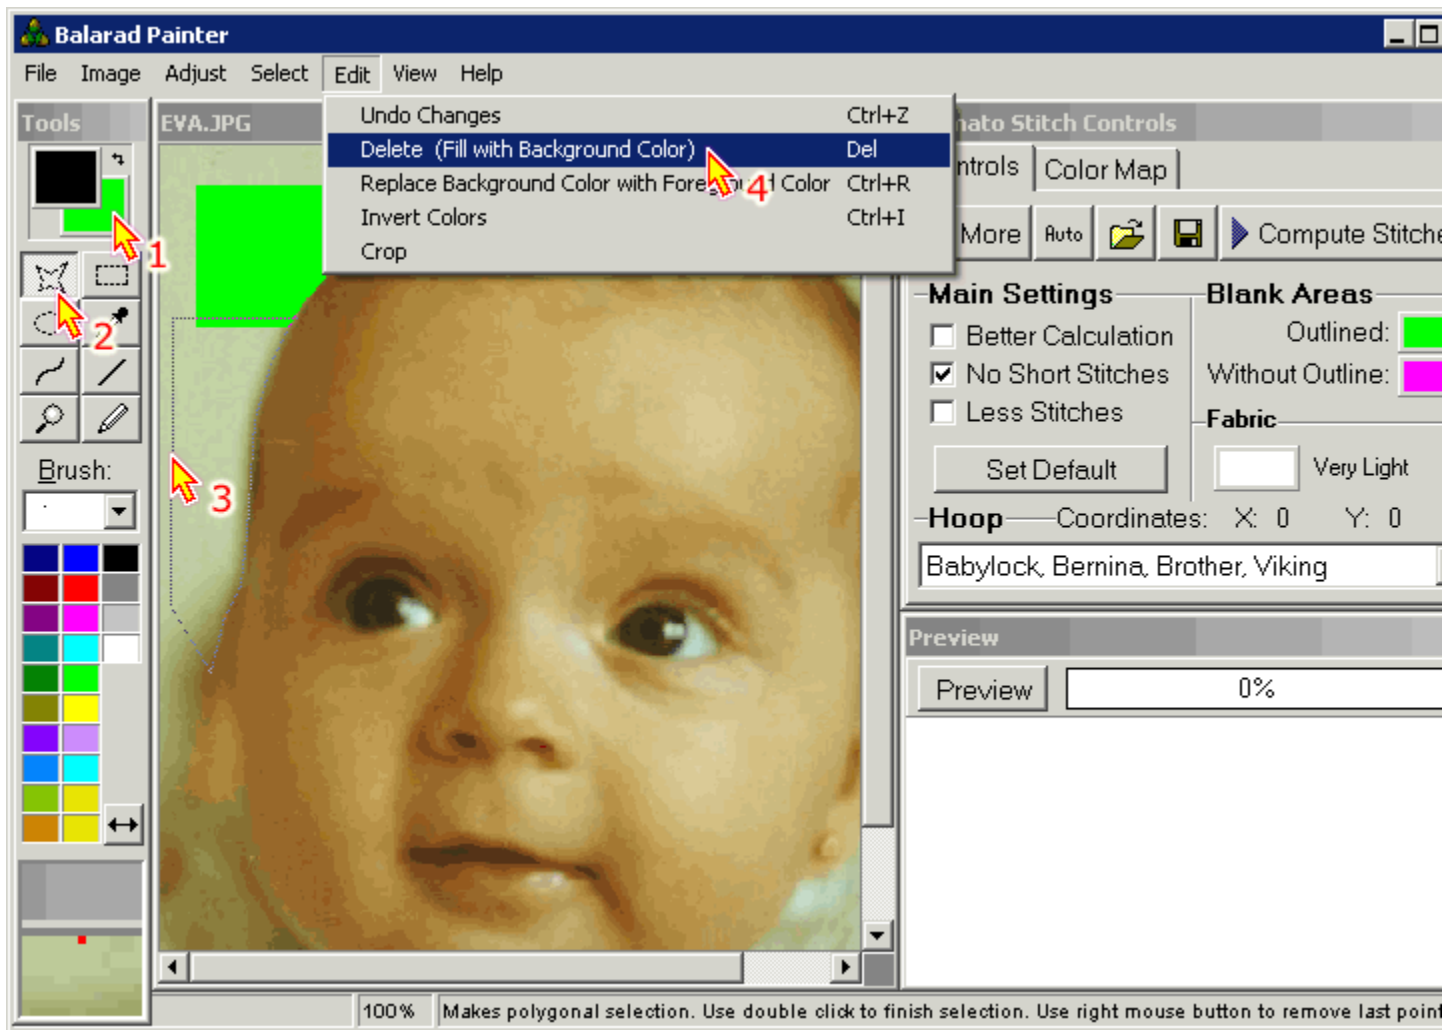 Balarad Painter
File Image Adjust Select Edit View Help
Tools
EVA.JPG
Undo Changes Ctrl+Z
Delete (Fill with Background Color) Del
Replace Background Color with Color Ctrl+R
Invert Colors Ctrl+I
Crop
1
2
3
4
Brush:
Stitch Controls
Color Map
More Auto Compute
Main Settings
Better Calculation
No Short Stitches
Less Stitches
Set Default
Blank Areas
Outlined:
Without Outline:
Fabric
Very Light
Hoop Coordinates: X: 0 Y: 0
Babylock, Bernina, Brother, Viking
Preview
Preview 0%
100% Makes polygonal selection. Use double click to finish selection. Use right mouse button to remove last point